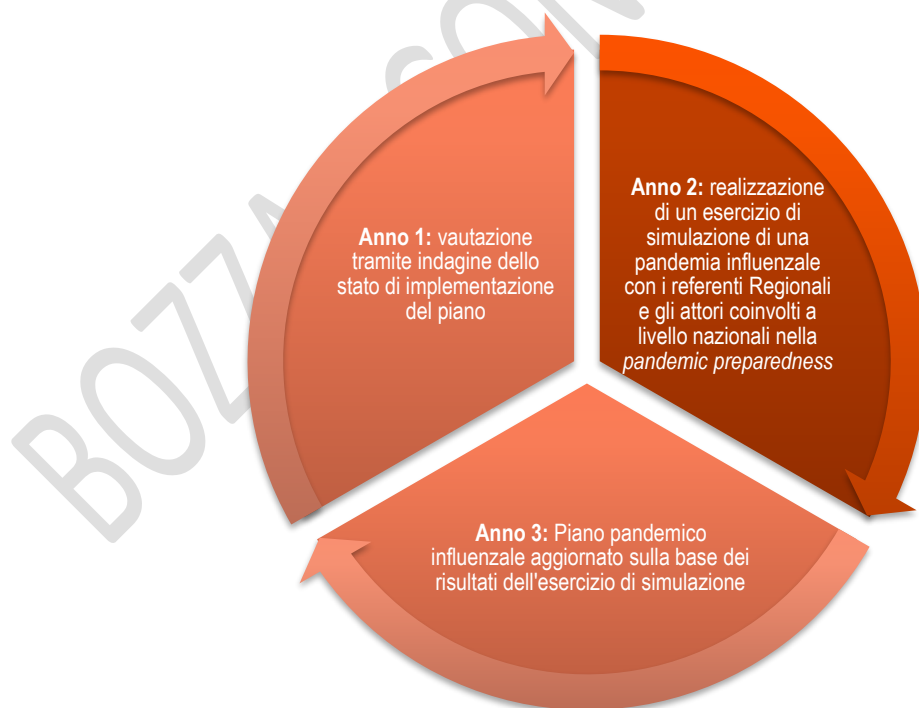 BOZZA
Anno 1: vautazione
tramite indagine dello
stato di implementazione
del piano
Anno 2: realizzazione
di un esercizio di
simulazione di una
pandemia influenzale
con i referenti Regionali
e gli attori coinvolti a
livello nazionali nella
pandemic preparedness
Anno 3: Piano pandemico
influenzale aggiornato sulla base dei
risultati dell'esercizio di simulazione